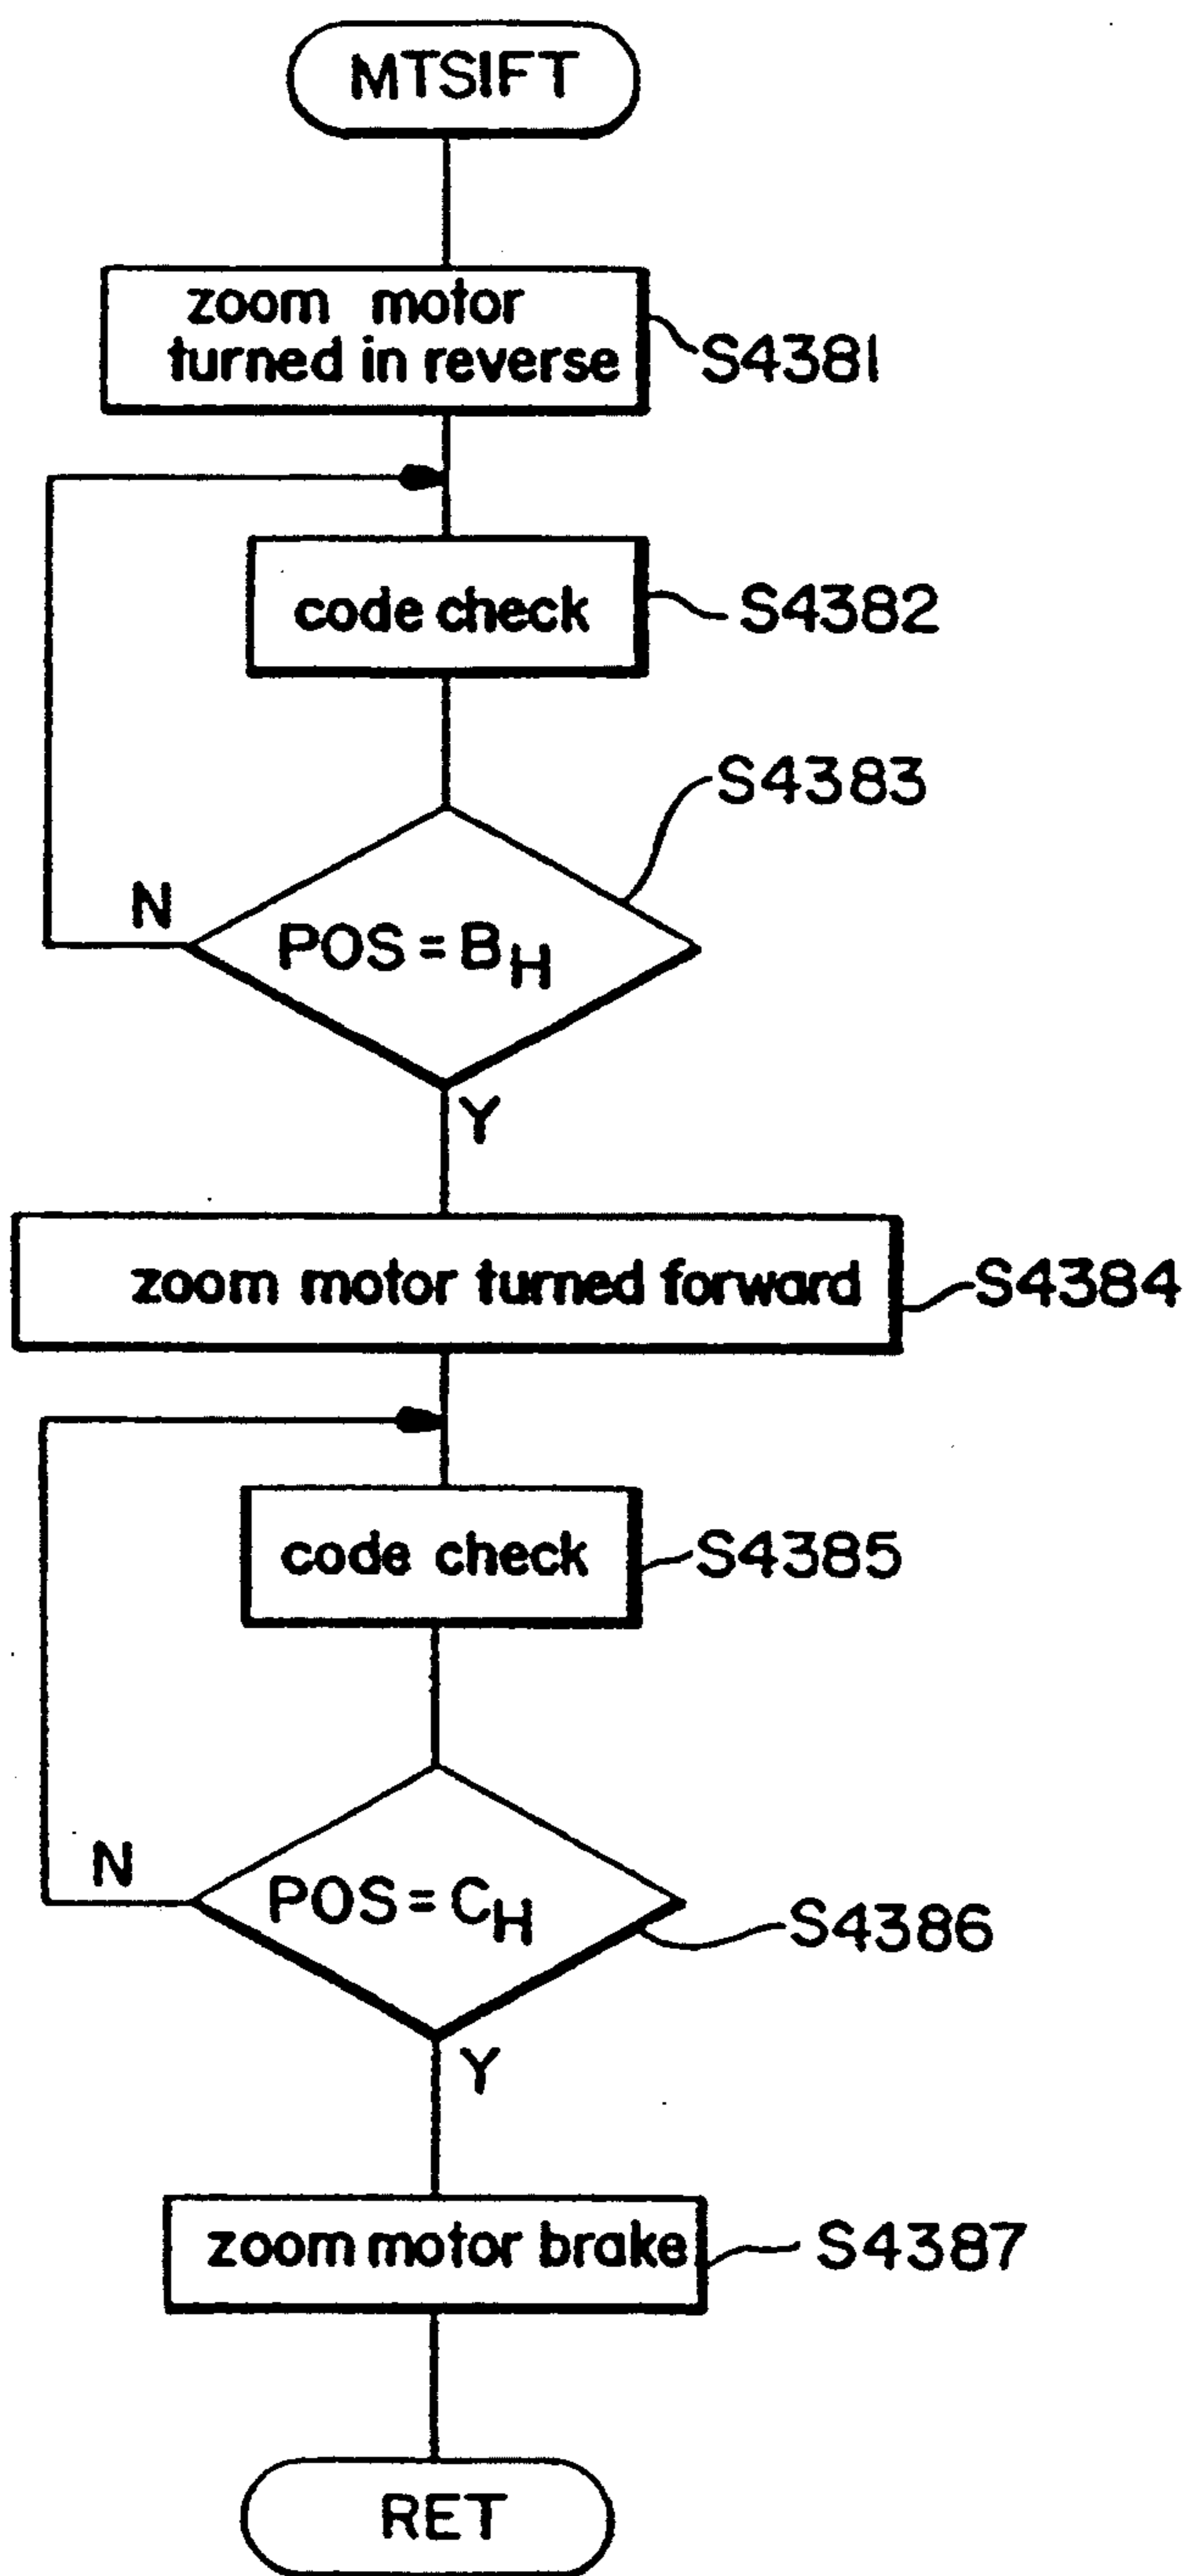 MTSIFT
zoom motor
turned in reverse
S4381
code check
S4382
S4383
N
POS = BH
Y
zoom motor turned forward
S4384
code check
S4385
N
POS = CH
S4386
Y
zoom motor brake
S4387
RET